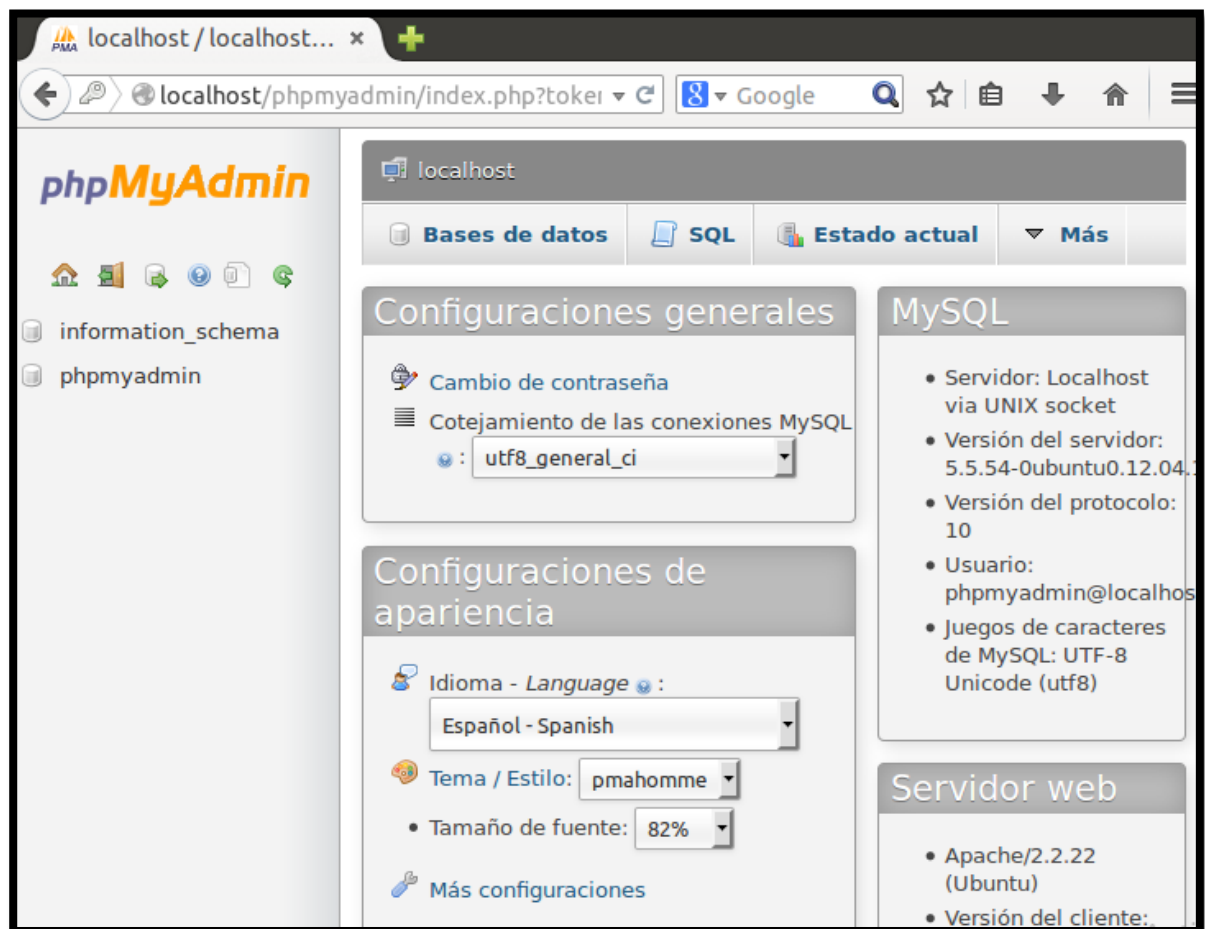 localhost / localhost...
localhost/phpmyadmin/index.php?token
Google
phpMyAdmin
information_schema
phpmyadmin
localhost
Bases de datos
SQL
Estado actual
Más
Configuraciones generales
Cambio de contraseña
Cotejamiento de las conexiones MySQL
: utf8_general_ci
Configuraciones de
apariencia
Idioma - Language :
Español - Spanish
Tema / Estilo: pmahomme
Tamaño de fuente: 82%
Más configuraciones
MySQL
Servidor: Localhost
via UNIX socket
Versión del servidor:
5.5.54-0ubuntu0.12.04.
Versión del protocolo:
10
Usuario:
phpmyadmin@localhos
Juegos de caracteres
de MySQL: UTF-8
Unicode (utf8)
Servidor web
Apache/2.2.22
(Ubuntu)
Versión del cliente: